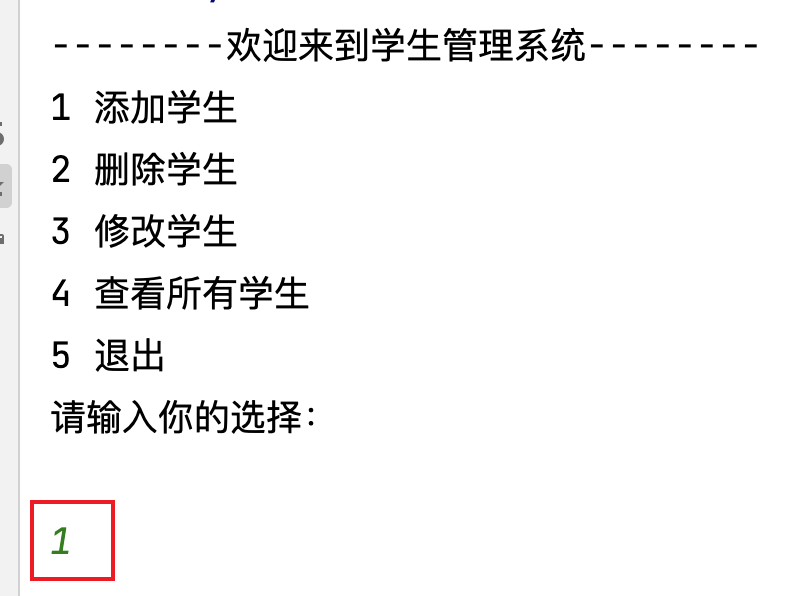 --------欢迎来到学生管理系统--------
1 添加学生
2 删除学生
3 修改学生
4 查看所有学生
5 退出
请输入你的选择:
1